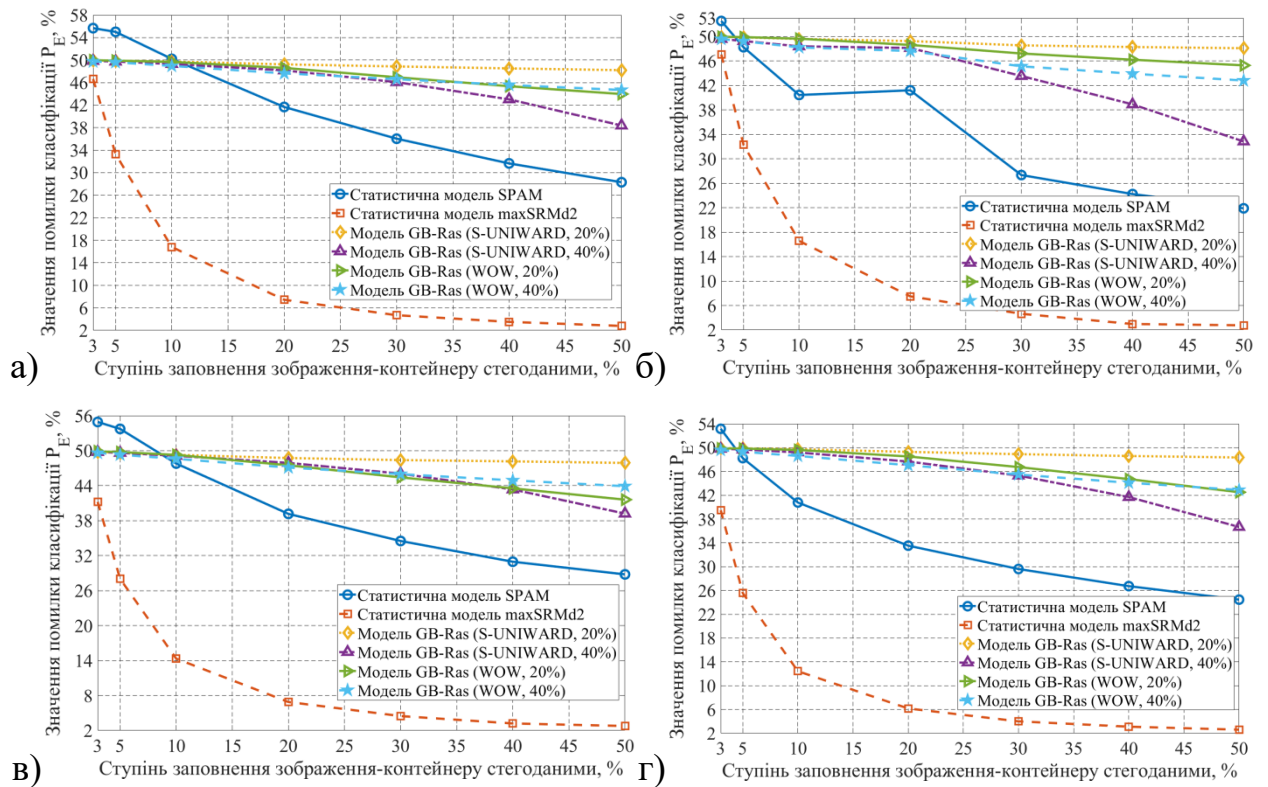 Значення помилки класифікації P_E, %
58
54
50
46
42
38
34
30
26
22
18
14
10
6
2
Статистична модель SPAM
Статистична модель maxSRMd2
Модель GB-Ras (S-UNIWARD, 20%)
Модель GB-Ras (S-UNIWARD, 40%)
Модель GB-Ras (WOW, 20%)
Модель GB-Ras (WOW, 40%)
3 5 10 15 20 25 30 35 40 45 50
Ступінь заповнення зображення-контейнеру стегоданими, %
а)
Значення помилки класифікації P_E, %
53
50
46
42
38
34
30
26
22
18
14
10
6
2
Статистична модель SPAM
Статистична модель maxSRMd2
Модель GB-Ras (S-UNIWARD, 20%)
Модель GB-Ras (S-UNIWARD, 40%)
Модель GB-Ras (WOW, 20%)
Модель GB-Ras (WOW, 40%)
3 5 10 15 20 25 30 35 40 45 50
Ступінь заповнення зображення-контейнеру стегоданими, %
б)
Значення помилки класифікації P_E, %
56
50
44
38
32
26
20
14
8
2
Статистична модель SPAM
Статистична модель maxSRMd2
Модель GB-Ras (S-UNIWARD, 20%)
Модель GB-Ras (S-UNIWARD, 40%)
Модель GB-Ras (WOW, 20%)
Модель GB-Ras (WOW, 40%)
3 5 10 15 20 25 30 35 40 45 50
Ступінь заповнення зображення-контейнеру стегоданими, %
в)
Значення помилки класифікації P_E, %
54
50
46
42
38
34
30
26
22
18
14
10
6
2
Статистична модель SPAM
Статистична модель maxSRMd2
Модель GB-Ras (S-UNIWARD, 20%)
Модель GB-Ras (S-UNIWARD, 40%)
Модель GB-Ras (WOW, 20%)
Модель GB-Ras (WOW, 40%)
3 5 10 15 20 25 30 35 40 45 50
Ступінь заповнення зображення-контейнеру стегоданими, %
г)